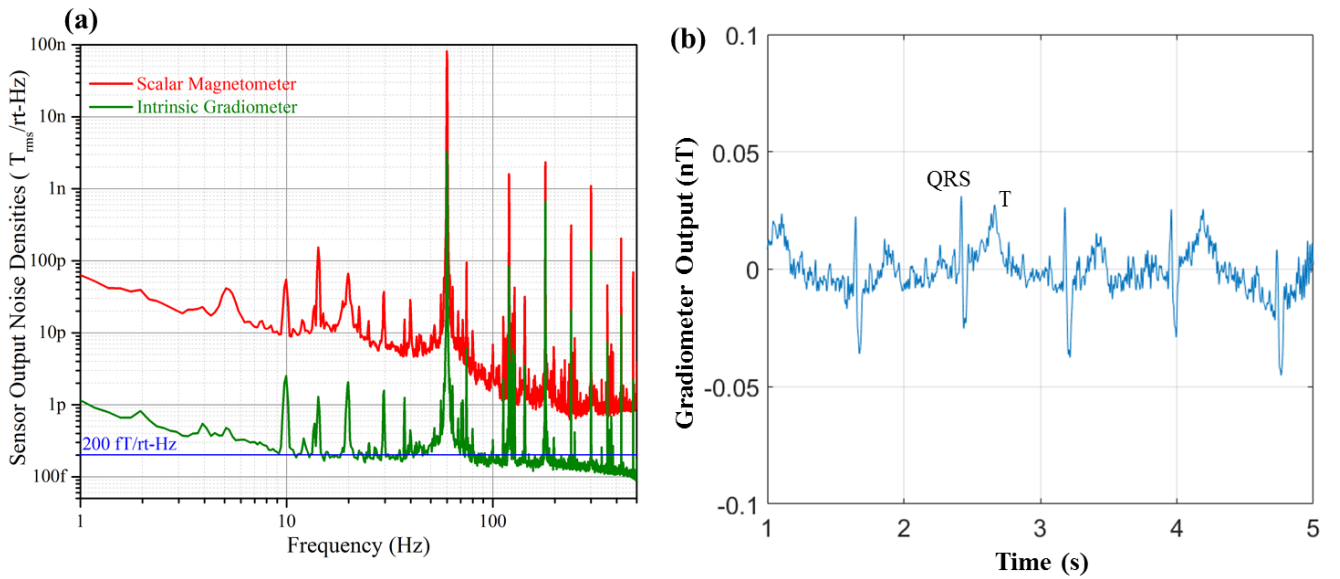 (a)
100n
10n
1n
100p
10p
1p
100f
Sensor Output Noise Densities ( Trms/rt-Hz)
Scalar Magnetometer
Intrinsic Gradiometer
200 fT/rt-Hz
1
10
100
Frequency (Hz)
(b)
0.1
0.05
0
-0.05
-0.1
Gradiometer Output (nT)
QRS
T
1
2
3
4
5
Time (s)